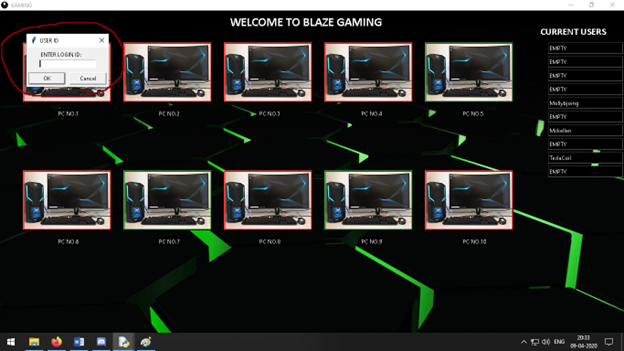 GAMING
WELCOME TO BLAZE GAMING
USER ID
ENTER LOGIN ID:
OK
Cancel
PC NO.1
PC NO.2
PC NO.3
PC NO.4
PC NO.5
PC NO.6
PC NO.7
PC NO.8
PC NO.9
PC NO.10
CURRENT USERS
EMPTY
EMPTY
EMPTY
EMPTY
EMPTY
TeslaCoil
EMPTY
ENG
20:33
09-04-2020